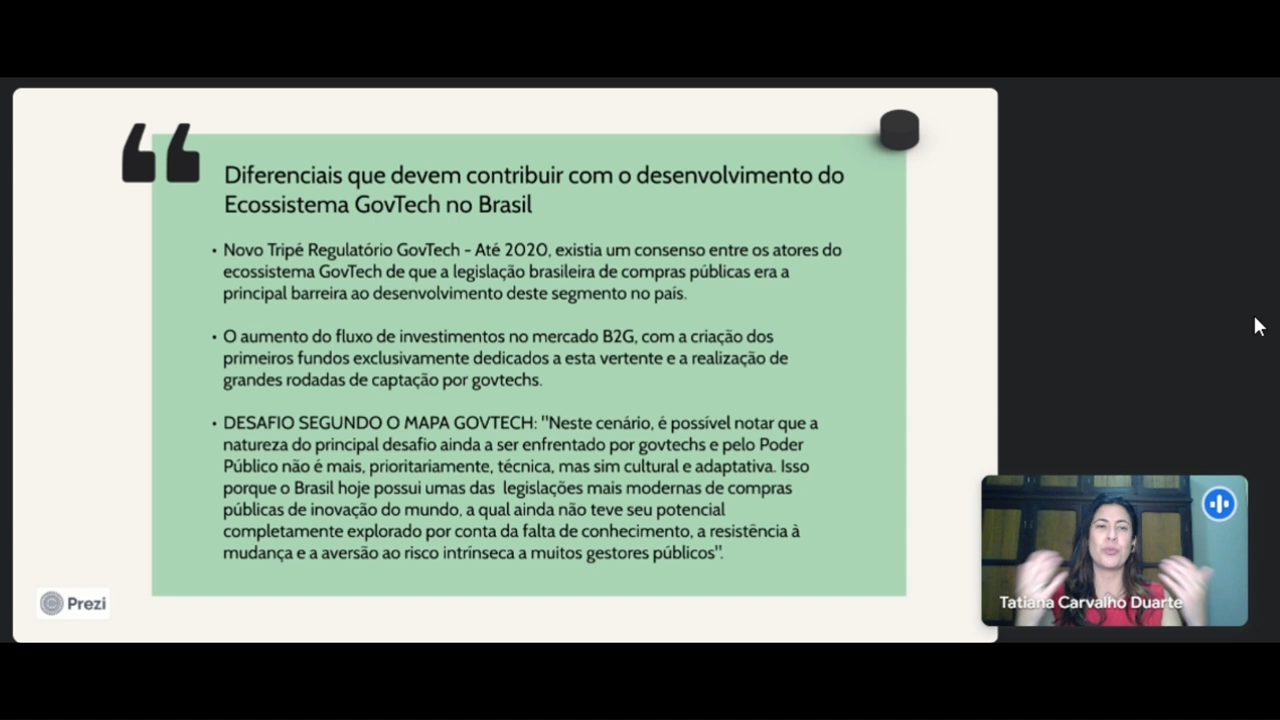 Diferenciais que devem contribuir com o desenvolvimento do
Ecossistema GovTech no Brasil
• Novo Tripé Regulatório GovTech - Até 2020, existia um consenso entre os atores do
ecossistema GovTech de que a legislação brasileira de compras públicas era a
principal barreira ao desenvolvimento deste segmento no país.
• O aumento do fluxo de investimentos no mercado B2G, com a criação dos
primeiros fundos exclusivamente dedicados a esta vertente e a realização de
grandes rodadas de captação por govtechs.
• DESAFIO SEGUNDO O MAPA GOVTECH: "Neste cenário, é possível notar que a
natureza do principal desafio ainda a ser enfrentado por govtechs e pelo Poder
Público não é mais, prioritariamente, técnica, mas sim cultural e adaptativa. Isso
porque o Brasil hoje possui umas das legislações mais modernas de compras
públicas de inovação do mundo, a qual ainda não teve seu potencial
completamente explorado por conta da falta de conhecimento, a resistência à
mudança e a aversão ao risco intrínseca a muitos gestores públicos".
Prezi
Tatiana Carvalho Duarte